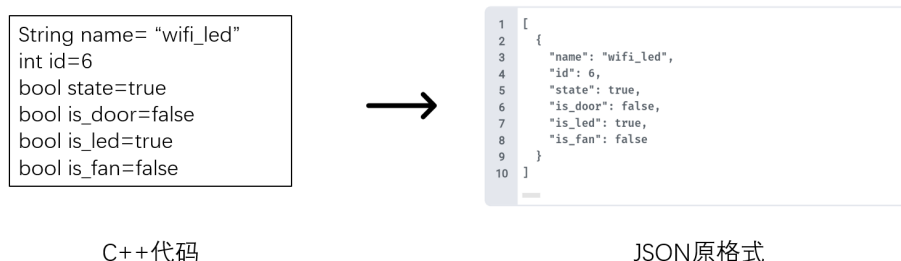 String name= “wifi_led”
int id=6
bool state=true
bool is_door=false
bool is_led=true
bool is_fan=false
1 [
2 {
3 "name": "wifi_led",
4 "id": 6,
5 "state": true,
6 "is_door": false,
7 "is_led": true,
8 "is_fan": false
9 }
10 ]
C++代码
JSON原格式